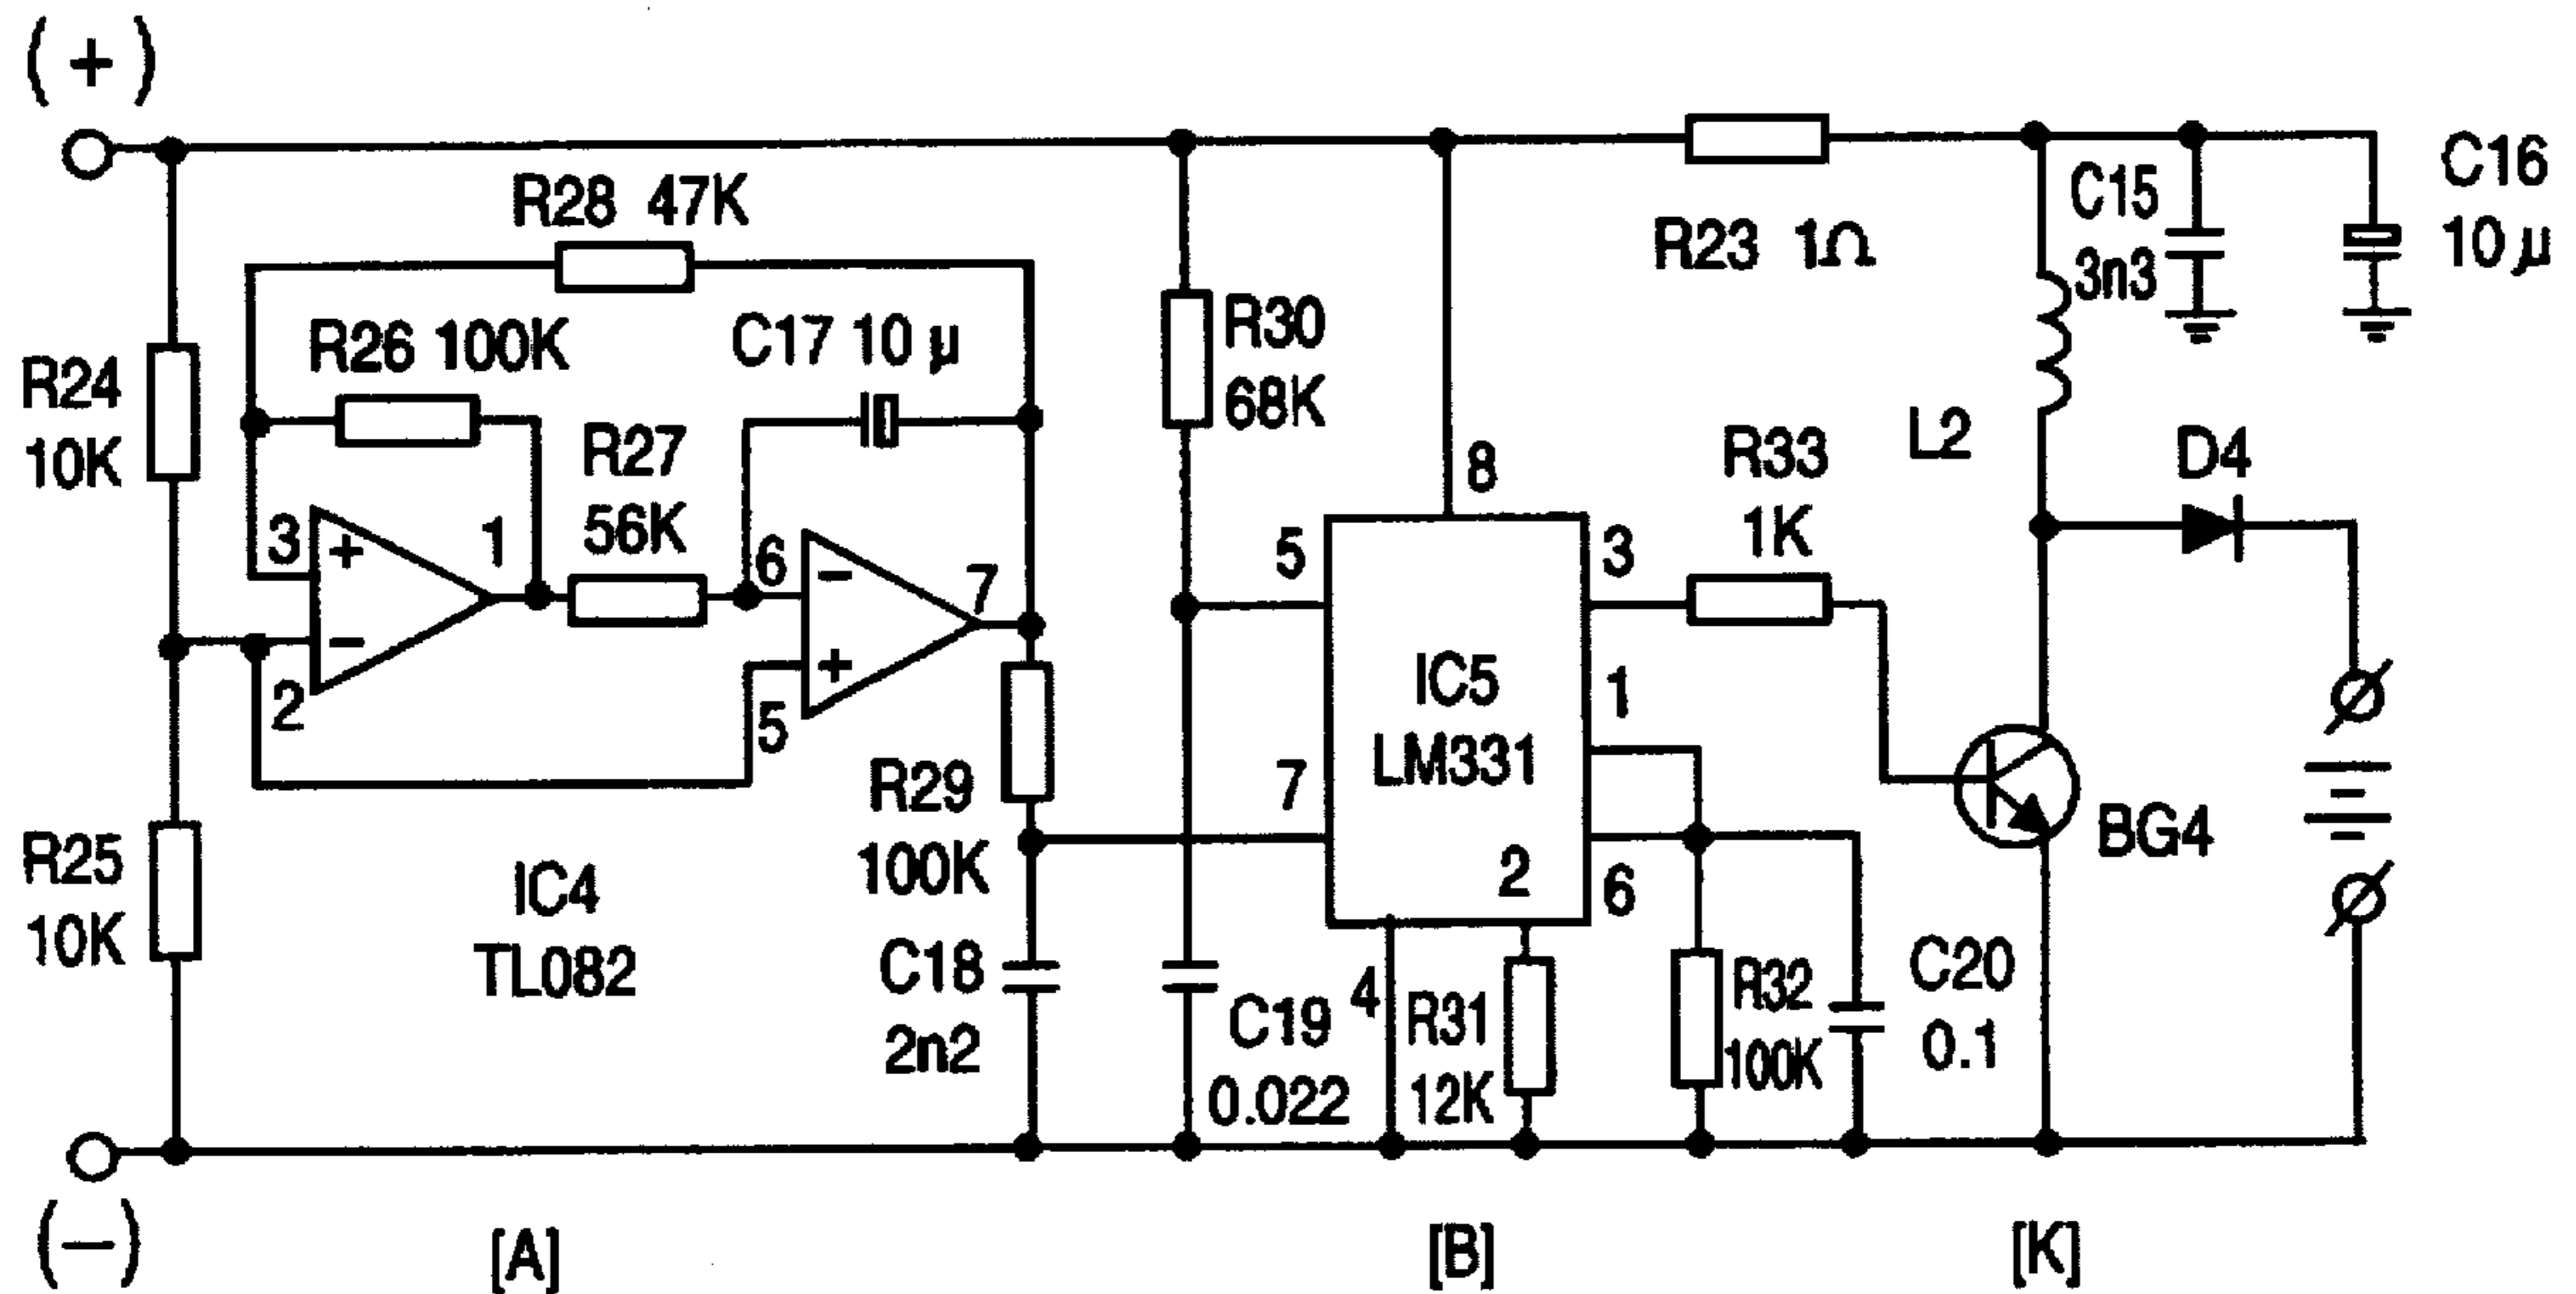 (+)
R28 47K
R26 100K
C17 10 µ
R24
10K
R27
56K
3
+
1
6
−
7
−
2
+
5
R25
10K
IC4
TL082
R29
100K
C18
2n2
R30
68K
5
8
7
IC5
LM331
3
1
2
6
4
C19
0.022
R31
12K
R32
100K
C20
0.1
R23 1Ω
R33
1K
L2
C15
3n3
C16
10 µ
D4
BG4
(−)
[A]
[B]
[K]